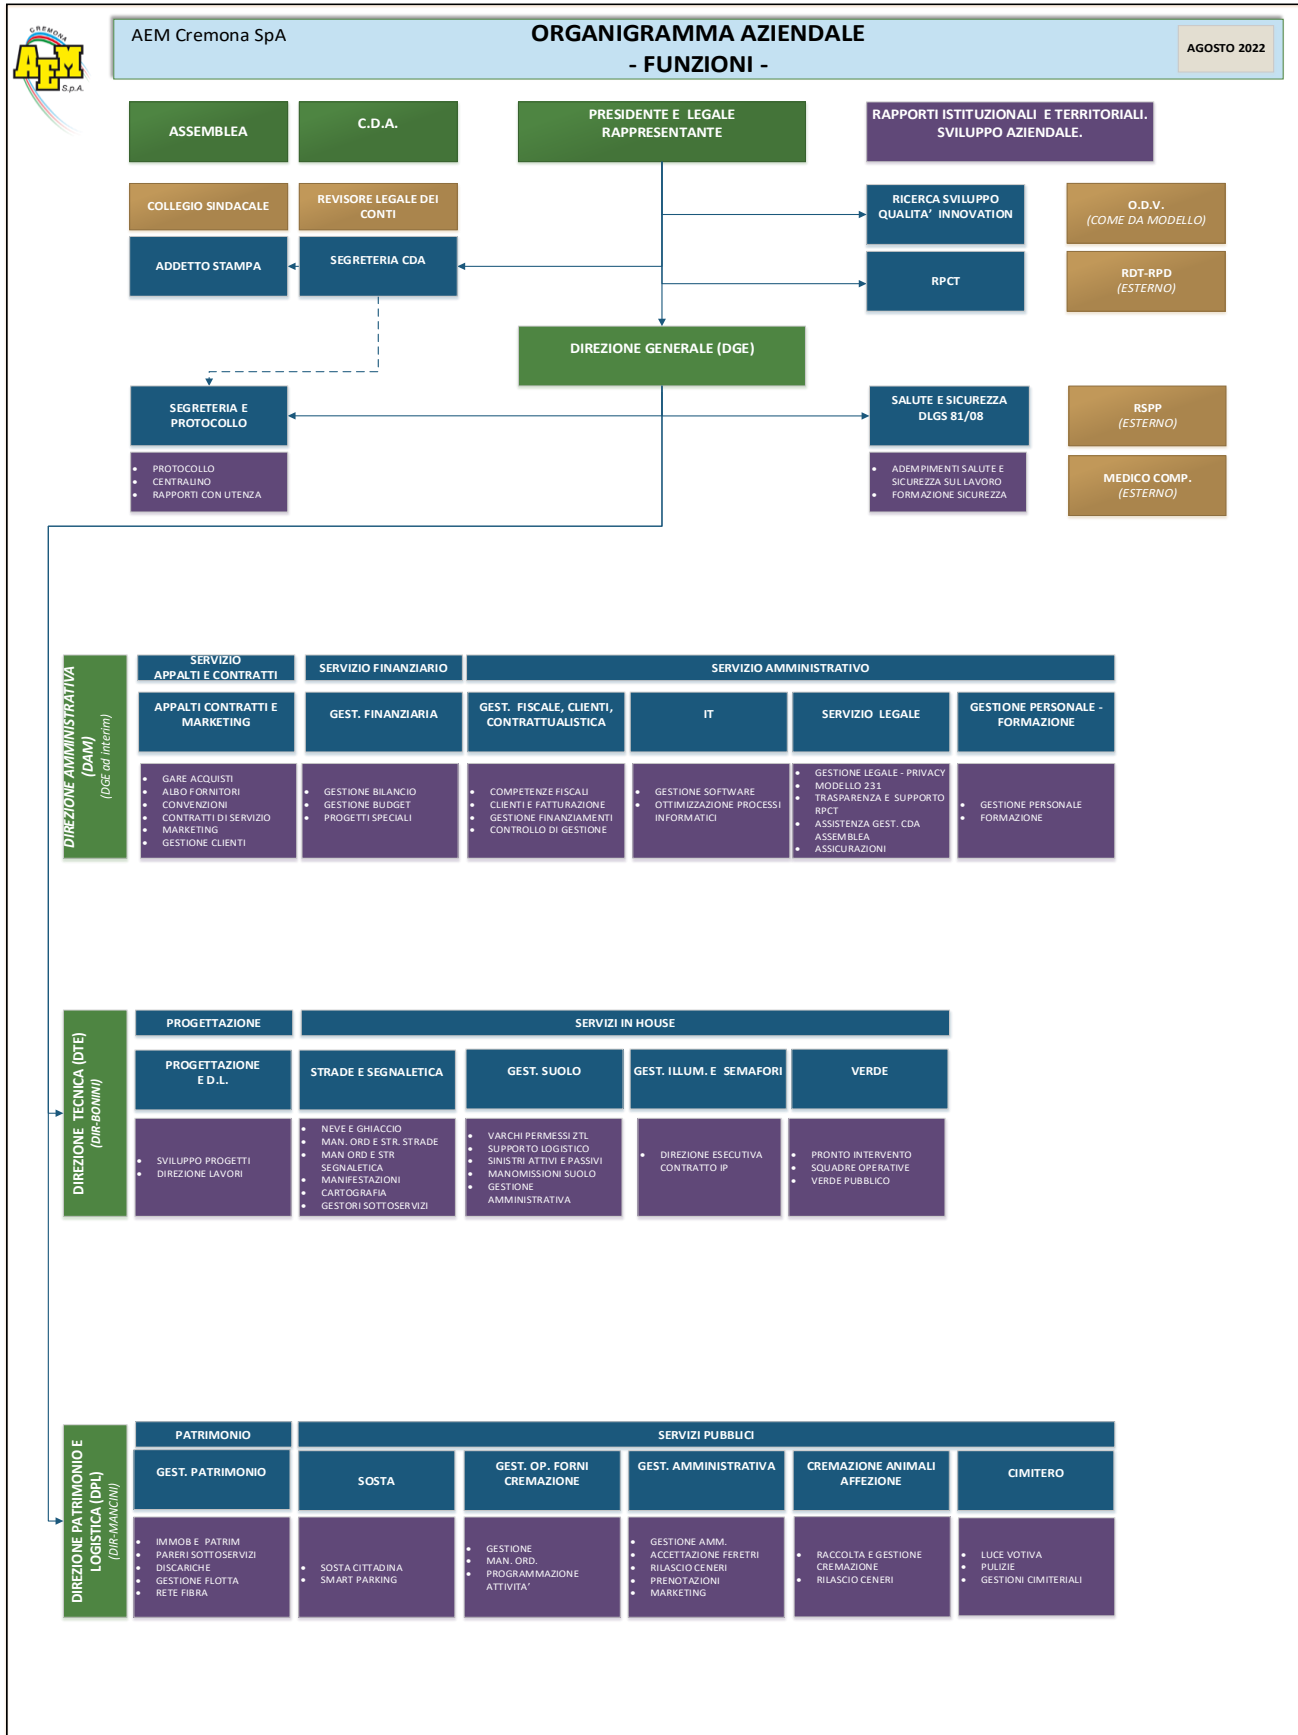 CREMONA
AEM
S.p.A.
AEM Cremona SpA
ORGANIGRAMMA AZIENDALE
- FUNZIONI -
AGOSTO 2022
ASSEMBLEA
C.D.A.
PRESIDENTE E LEGALE
RAPPRESENTANTE
RAPPORTI ISTITUZIONALI E TERRITORIALI.
SVILUPPO AZIENDALE.
COLLEGIO SINDACALE
REVISORE LEGALE DEI
CONTI
RICERCA SVILUPPO
QUALITA' INNOVATION
O.D.V.
(COME DA MODELLO)
ADDETTO STAMPA
SEGRETERIA CDA
RPCT
RDT-RPD
(ESTERNO)
DIREZIONE GENERALE (DGE)
SEGRETERIA E
PROTOCOLLO
SALUTE E SICUREZZA
DLGS 81/08
RSPP
(ESTERNO)
• PROTOCOLLO
• CENTRALINO
• RAPPORTI CON UTENZA
• ADEMPIMENTI SALUTE E
SICUREZZA SUL LAVORO
• FORMAZIONE SICUREZZA
MEDICO COMP.
(ESTERNO)
DIREZIONE AMMINISTRATIVA
(DAM)
(DGE ad interim)
SERVIZIO
APPALTI E CONTRATTI
SERVIZIO FINANZIARIO
SERVIZIO AMMINISTRATIVO
APPALTI CONTRATTI E
MARKETING
GEST. FINANZIARIA
GEST. FISCALE, CLIENTI,
CONTRATTUALISTICA
IT
SERVIZIO LEGALE
GESTIONE PERSONALE -
FORMAZIONE
• GARE ACQUISTI
• ALBO FORNITORI
• CONVENZIONI
• CONTRATTI DI SERVIZIO
• MARKETING
• GESTIONE CLIENTI
• GESTIONE BILANCIO
• GESTIONE BUDGET
• PROGETTI SPECIALI
• COMPETENZE FISCALI
• CLIENTI E FATTURAZIONE
• GESTIONE FINANZIAMENTI
• CONTROLLO DI GESTIONE
• GESTIONE SOFTWARE
• OTTIMIZZAZIONE PROCESSI
INFORMATICI
• GESTIONE LEGALE - PRIVACY
• MODELLO 231
• TRASPARENZA E SUPPORTO
RPCT
• ASSISTENZA GEST. CDA
ASSEMBLEA
• ASSICURAZIONI
• GESTIONE PERSONALE
• FORMAZIONE
DIREZIONE TECNICA (DTE)
(DIR-BONINI)
PROGETTAZIONE
SERVIZI IN HOUSE
PROGETTAZIONE
E D.L.
STRADE E SEGNALETICA
GEST. SUOLO
GEST. ILLUM. E SEMAFORI
VERDE
• SVILUPPO PROGETTI
• DIREZIONE LAVORI
• NEVE E GHIACCIO
• MAN. ORD E STR. STRADE
• MAN ORD E STR
SEGNALETICA
• MANIFESTAZIONI
• CARTOGRAFIA
• GESTORI SOTTOSERVIZI
• VARCHI PERMESSI ZTL
• SUPPORTO LOGISTICO
• SINISTRI ATTIVI E PASSIVI
• MANOMISSIONI SUOLO
• GESTIONE
AMMINISTRATIVA
• DIREZIONE ESECUTIVA
CONTRATTO IP
• PRONTO INTERVENTO
• SQUADRE OPERATIVE
• VERDE PUBBLICO
DIREZIONE PATRIMONIO E
LOGISTICA (DPL)
(DIR-MANCINI)
PATRIMONIO
SERVIZI PUBBLICI
GEST. PATRIMONIO
SOSTA
GEST. OP. FORNI
CREMAZIONE
GEST. AMMINISTRATIVA
CREMAZIONE ANIMALI
AFFEZIONE
CIMITERO
• IMMOB E PATRIM
• PARERI SOTTOSERVIZI
• DISCARICHE
• GESTIONE FLOTTA
• RETE FIBRA
• SOSTA CITTADINA
• SMART PARKING
• GESTIONE
• MAN. ORD.
• PROGRAMMAZIONE
ATTIVITA'
• GESTIONE AMM.
• ACCETTAZIONE FERETRI
• RILASCIO CENERI
• PRENOTAZIONI
• MARKETING
• RACCOLTA E GESTIONE
CREMAZIONE
• RILASCIO CENERI
• LUCE VOTIVA
• PULIZIE
• GESTIONI CIMITERIALI